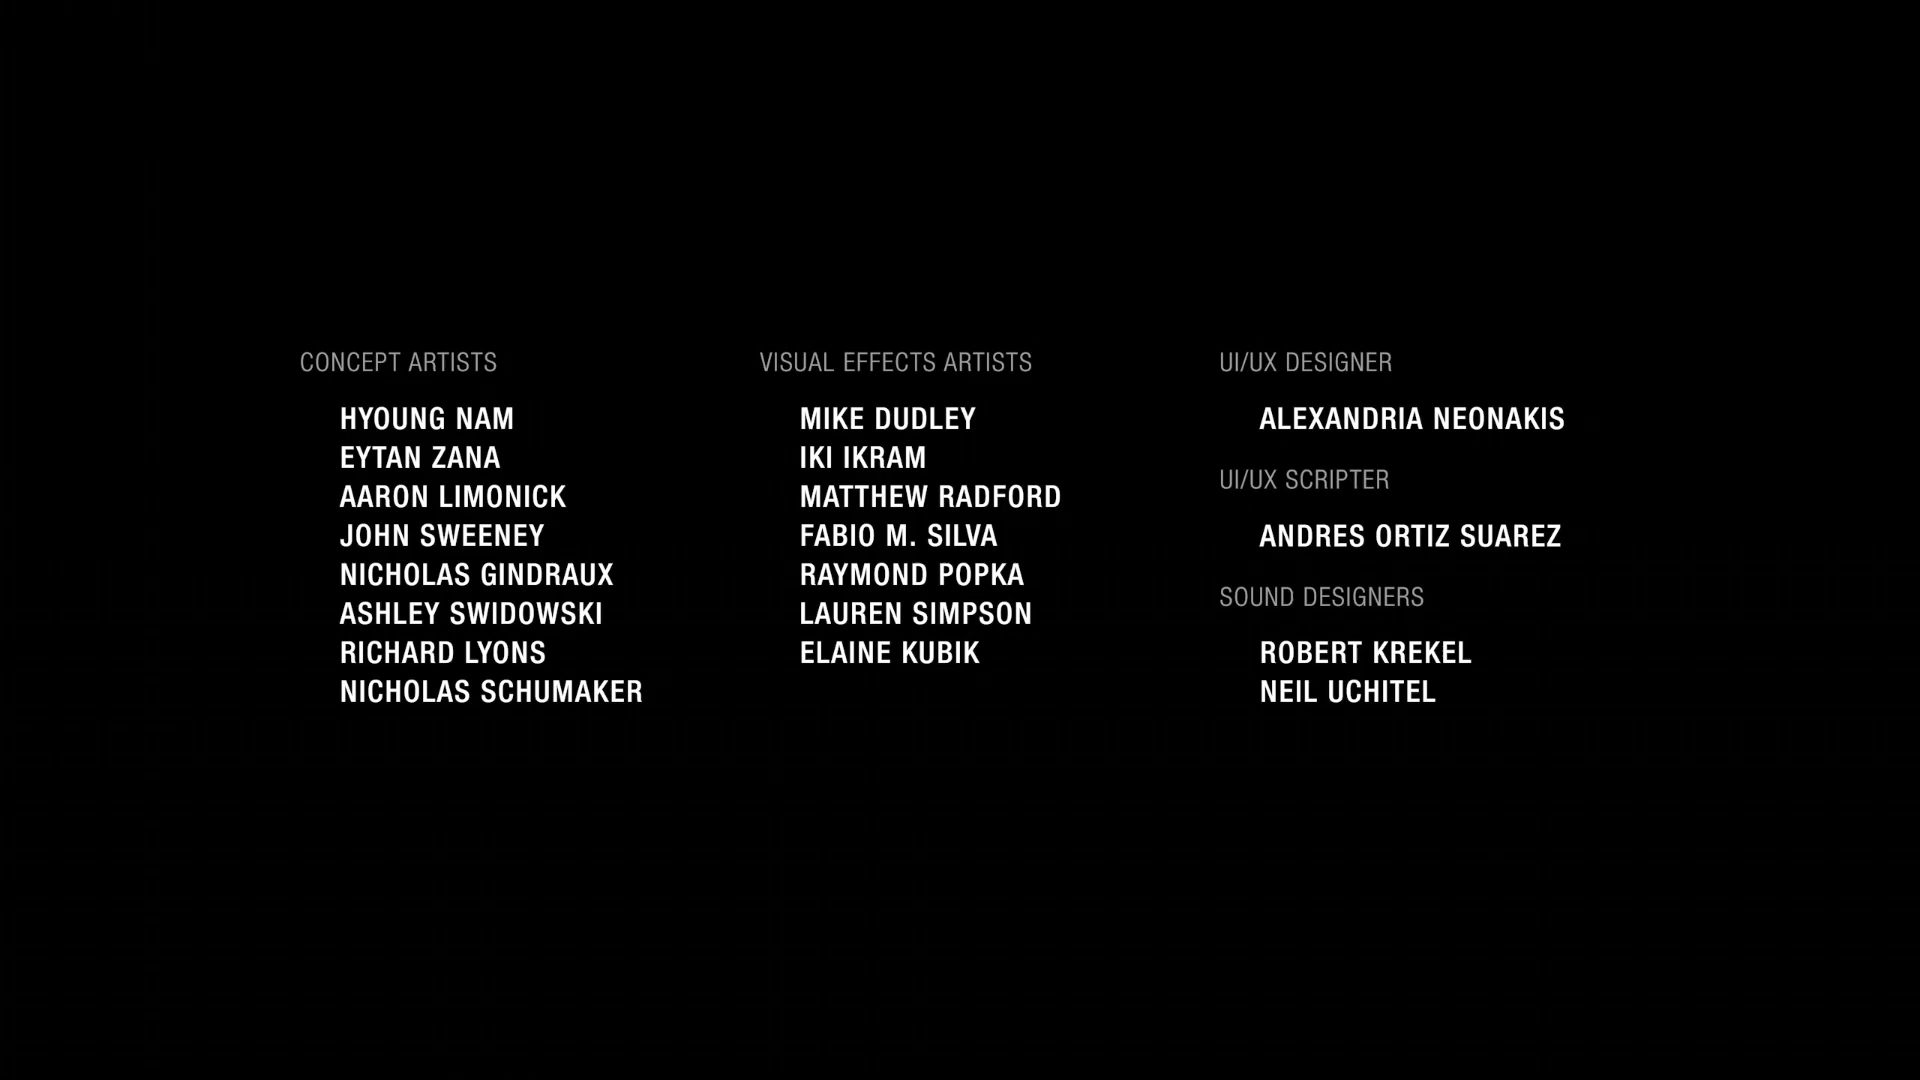 CONCEPT ARTISTS
HYOUNG NAM
EYTAN ZANA
AARON LIMONICK
JOHN SWEENEY
NICHOLAS GINDRAUX
ASHLEY SWIDOWSKI
RICHARD LYONS
NICHOLAS SCHUMAKER
VISUAL EFFECTS ARTISTS
MIKE DUDLEY
IKI IKRAM
MATTHEW RADFORD
FABIO M. SILVA
RAYMOND POPKA
LAUREN SIMPSON
ELAINE KUBIK
UI/UX DESIGNER
ALEXANDRIA NEONAKIS
UI/UX SCRIPTER
ANDRES ORTIZ SUAREZ
SOUND DESIGNERS
ROBERT KREKEL
NEIL UCHITEL